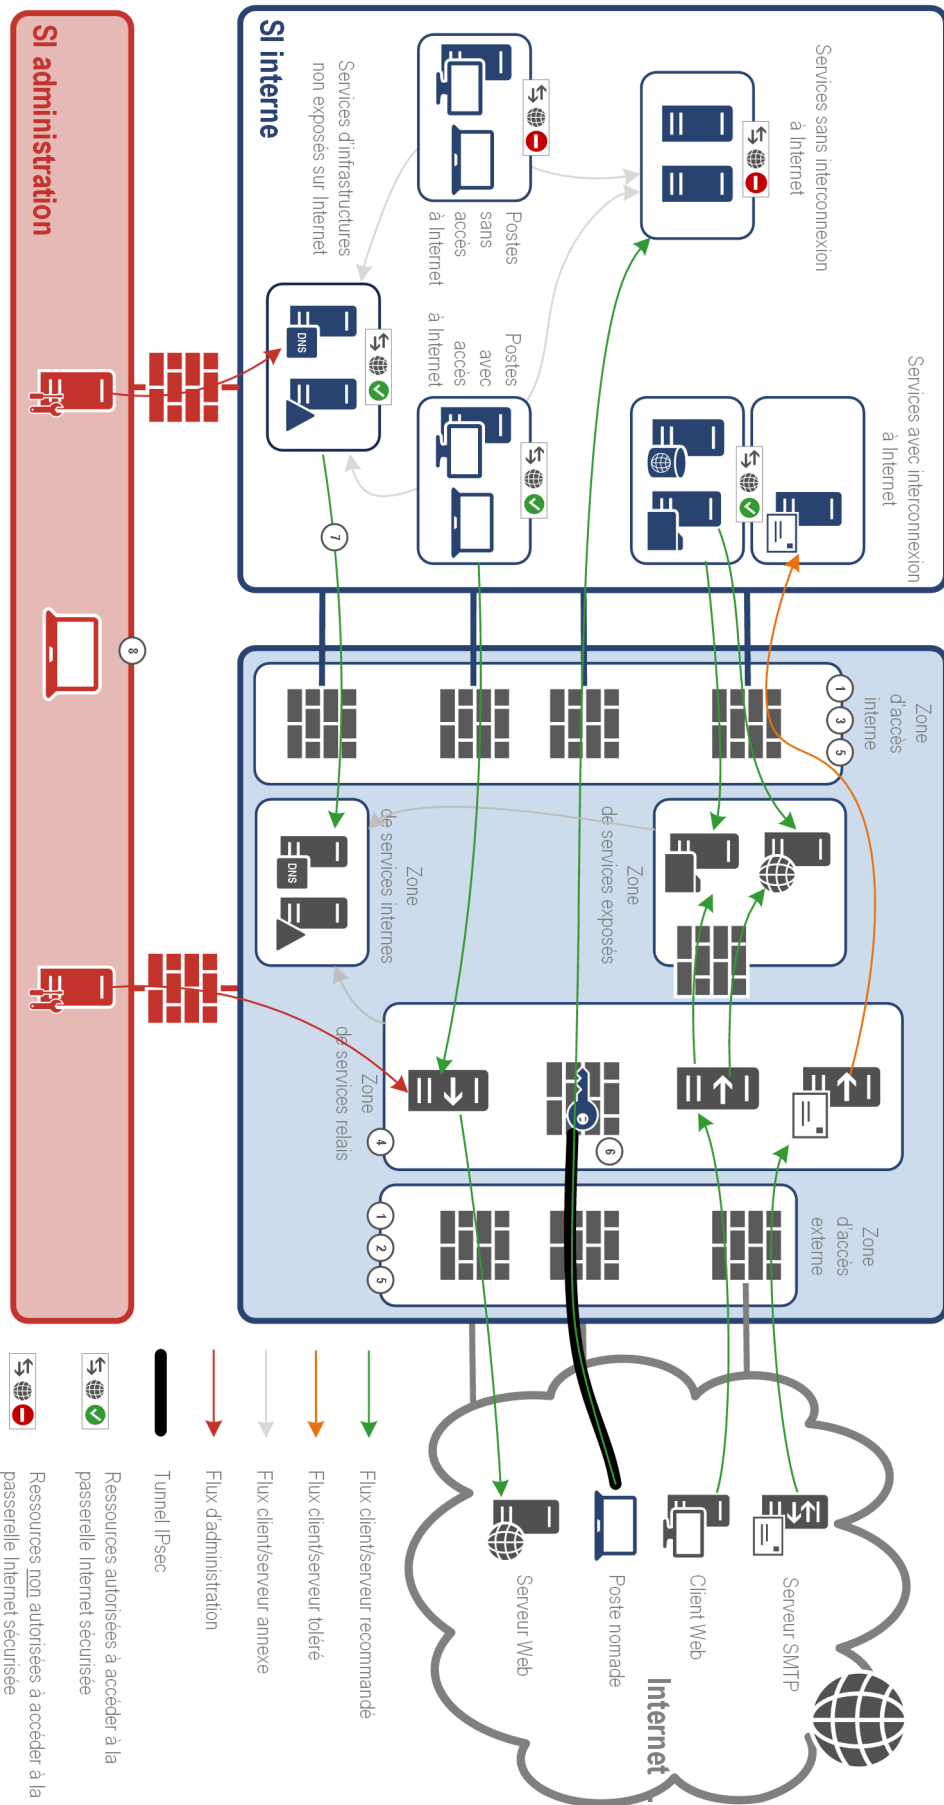 SI interne
Services sans interconnexion
à Internet
Services avec interconnexion
à Internet
Postes
sans
accès
à Internet
Postes
avec
accès
à Internet
Services d'infrastructures
non exposés sur Internet
DNS
7
Zone
d'accès
interne
1
3
5
Zone
de services exposés
Zone
de services internes
DNS
Zone
de services relais
4
6
e
Zone
d'accès
externe
1
2
5
Internet
Serveur SMTP
Client Web
Poste nomade
Serveur Web
SI administration
8
Flux client/serveur recommandé
Flux client/serveur toléré
Flux client/serveur annexe
Flux d'administration
Tunnel IPsec
Ressources autorisées à accéder à la
passerelle Internet sécurisée
Ressources non autorisées à accéder à la
passerelle Internet sécurisée